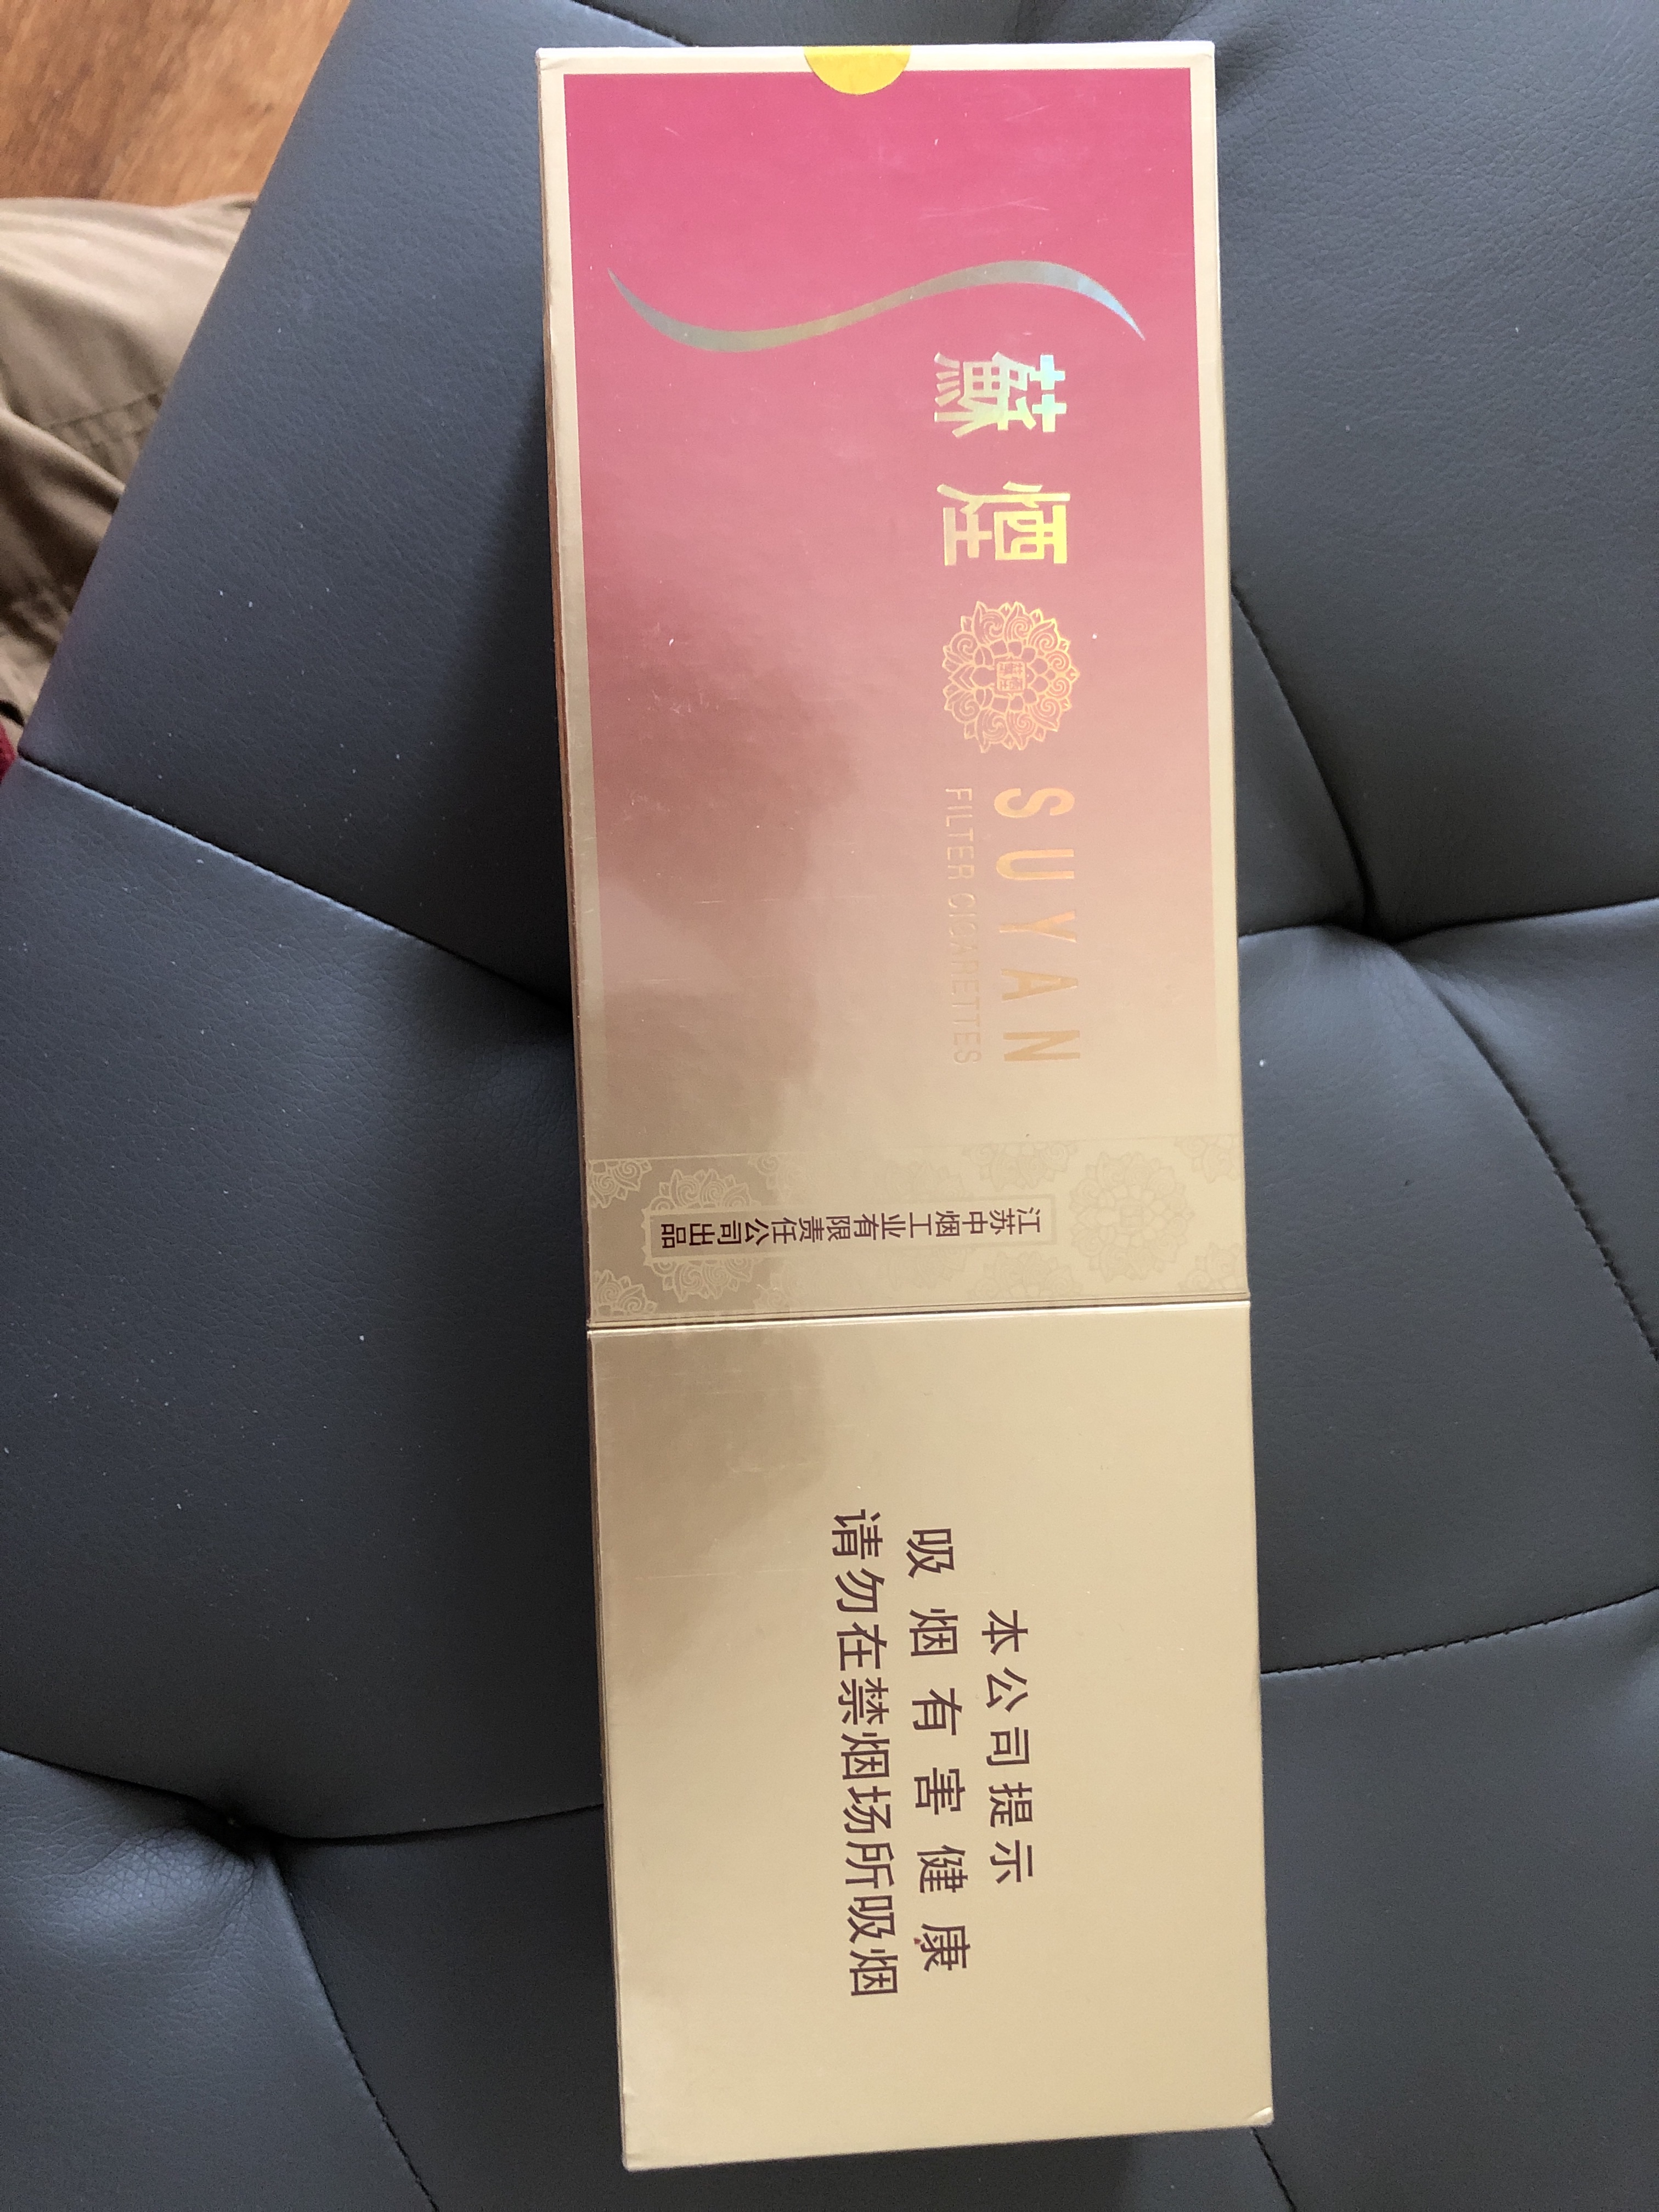 蘇煙
SUYAN
FILTER CIGARETTES
江苏中烟工业有限责任公司出品
本公司提示
吸烟有害健康
请勿在禁烟场所吸烟